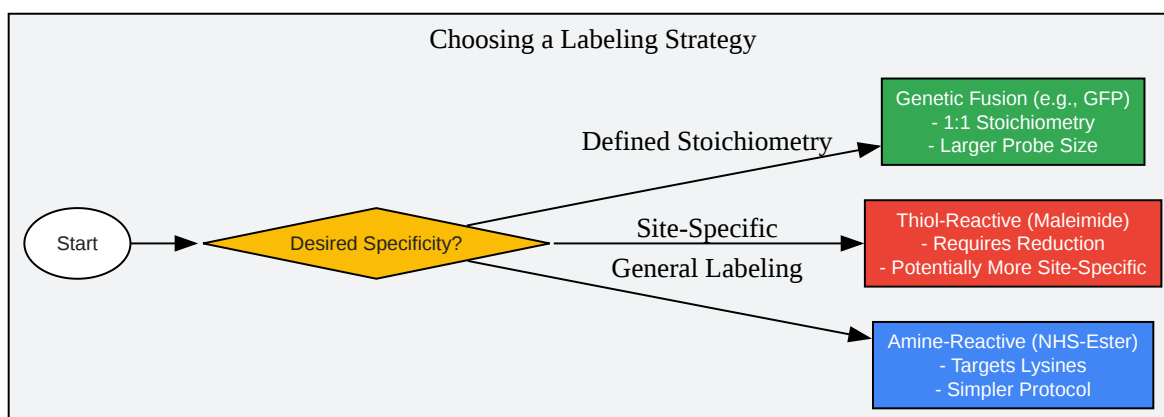 Choosing a Labeling Strategy
Start
Desired Specificity?
Defined Stoichiometry
Site-Specific
General Labeling
Genetic Fusion (e.g., GFP)
- 1:1 Stoichiometry
- Larger Probe Size
Thiol-Reactive (Maleimide)
- Requires Reduction
- Potentially More Site-Specific
Amine-Reactive (NHS-Ester)
- Targets Lysines
- Simpler Protocol